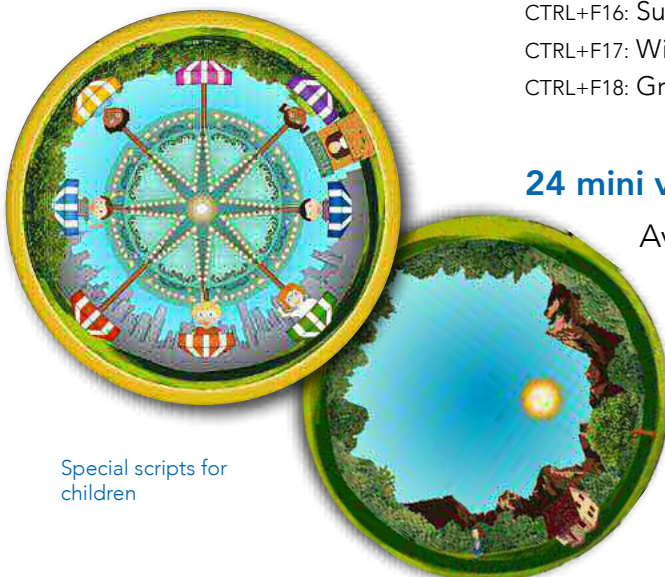 CTRL+F16: Su
CTRL+F17: Wi
CTRL+F18: Gr
24 mini v
Av
Special scripts for
children